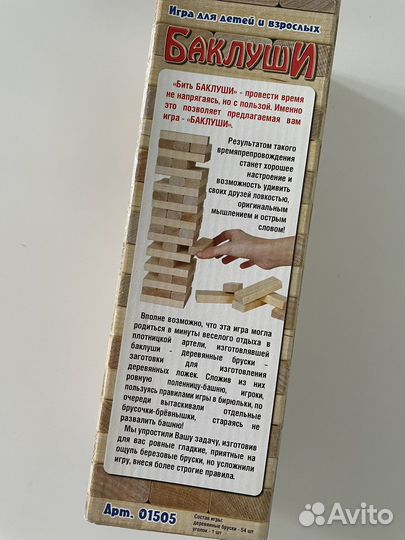 Игра для детей и взрослых
БАКЛУШИ
«Бить БАКЛУШИ» - провести время
не напрягаясь, но с пользой. Именно
это позволяет предлагаемая вам
игра - «БАКЛУШИ».
Результатом такого
времяпрепровождения
станет хорошее
настроение и
возможность удивить
своих друзей ловкостью,
оригинальным
мышлением и острым
словом!
Вполне возможно, что эта игра могла
родиться в минуты веселого отдыха в
плотницкой артели, изготовлявшей
баклуши - деревянные бруски -
заготовки для изготовления
деревянных ложек. Сложив из них
ровную поленницу-башню, игроки,
пользуясь правилами игры в бирюльки, по
очереди вытаскивали отдельные
брусочки-брёвнышки, стараясь не
развалить башню!
Мы упростили Вашу задачу, изготовив
для вас ровные гладкие, приятные на
ощупь березовые бруски, но усложнили
игру, внеся более строгие правила.
Арт. 01505
Состав игры:
деревянные бруски - 54 шт
уголок - 1 шт
Avito